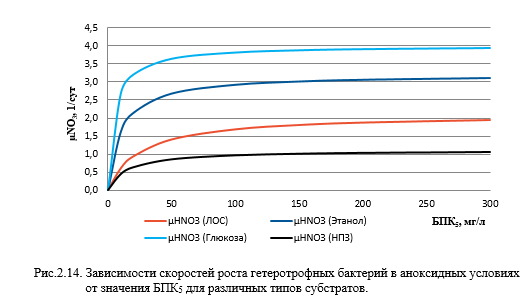 4,5
4,0
3,5
3,0
2,5
2,0
1,5
1,0
0,5
0,0
μNO₃, 1/сут
0 50 100 150 200 250 300
БПК₅, мг/л
μHNO3 (ЛОС) μHNO3 (Этанол)
μHNO3 (Глюкоза) μHNO3 (НПЗ)
Рис.2.14. Зависимости скоростей роста гетеротрофных бактерий в аноксидных условиях
от значения БПК5 для различных типов субстратов.